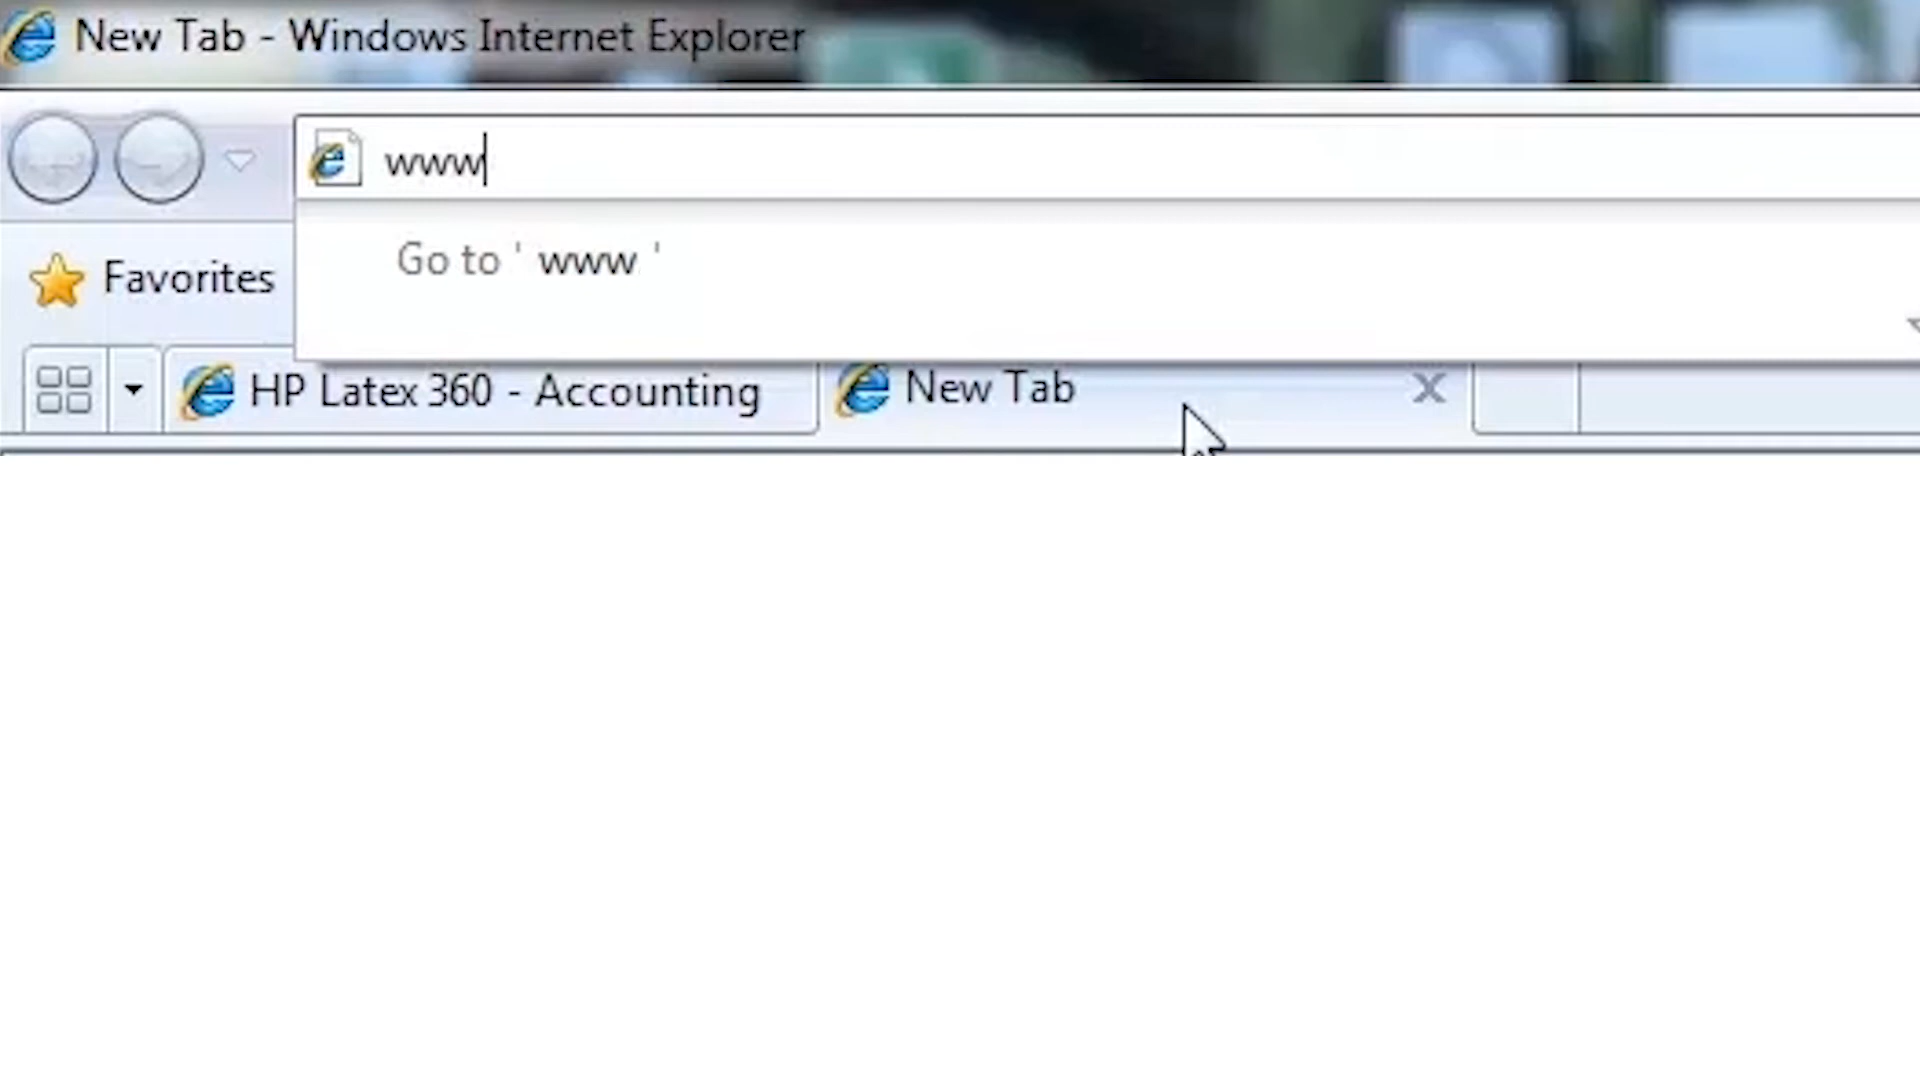 New Tab - Windows Internet Explorer
www
Go to ' www '
Favorites
HP Latex 360 - Accounting
New Tab